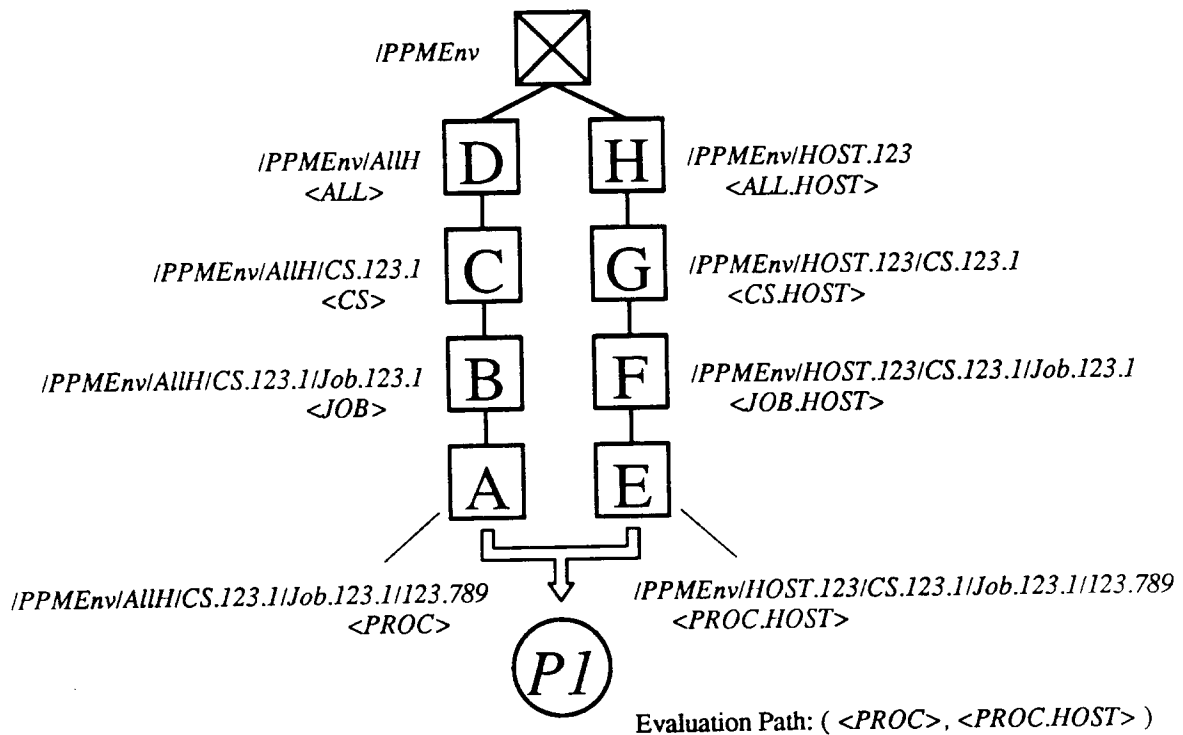 /PPMEnv
D
H
/PPMEnv/AllH
<ALL>
/PPMEnv/HOST.123
<ALL.HOST>
C
G
/PPMEnv/AllH/CS.123.1
<CS>
/PPMEnv/HOST.123/CS.123.1
<CS.HOST>
B
F
/PPMEnv/AllH/CS.123.1/Job.123.1
<JOB>
/PPMEnv/HOST.123/CS.123.1/Job.123.1
<JOB.HOST>
A
E
/PPMEnv/AllH/CS.123.1/Job.123.1/123.789
<PROC>
/PPMEnv/HOST.123/CS.123.1/Job.123.1/123.789
<PROC.HOST>
P1
Evaluation Path: ( <PROC>, <PROC.HOST> )